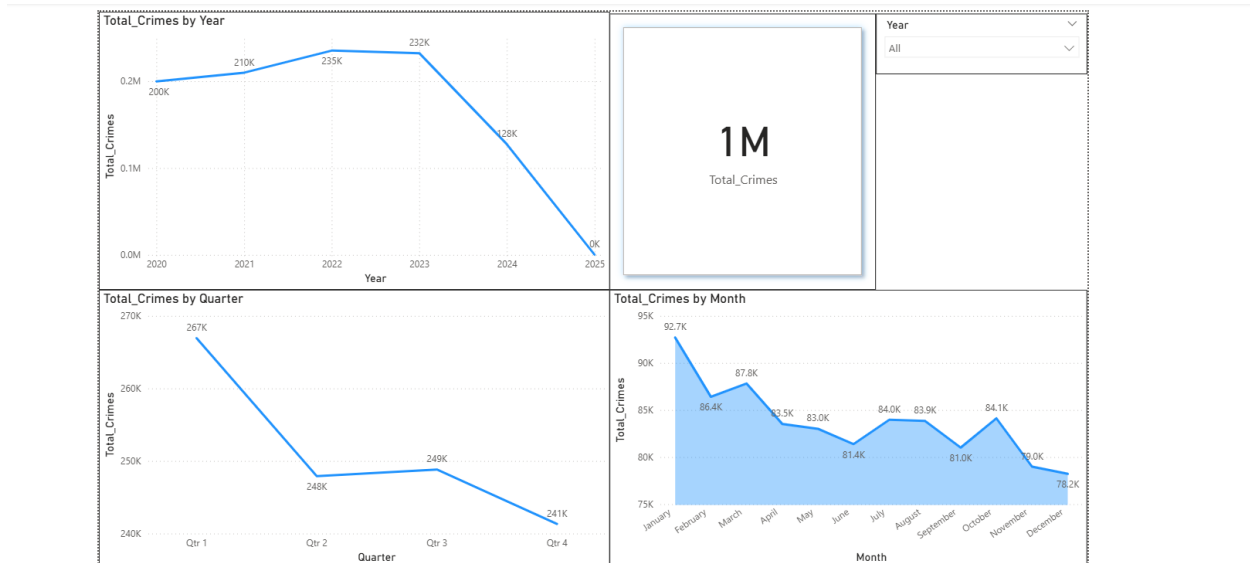 Total_Crimes by Year
Total_Crimes
0.2M
0.1M
0.0M
200K
210K
235K
232K
128K
0K
2020 2021 2022 2023 2024 2025
Year
1M
Total_Crimes
Year
All
Total_Crimes by Quarter
Total_Crimes
270K
260K
250K
240K
267K
248K
249K
241K
Qtr 1 Qtr 2 Qtr 3 Qtr 4
Quarter
Total_Crimes by Month
Total_Crimes
95K
90K
85K
80K
75K
92.7K
86.4K
87.8K
83.5K
83.0K
81.4K
84.0K
83.9K
81.0K
84.1K
79.0K
78.2K
January February March April May June July August September October November December
Month